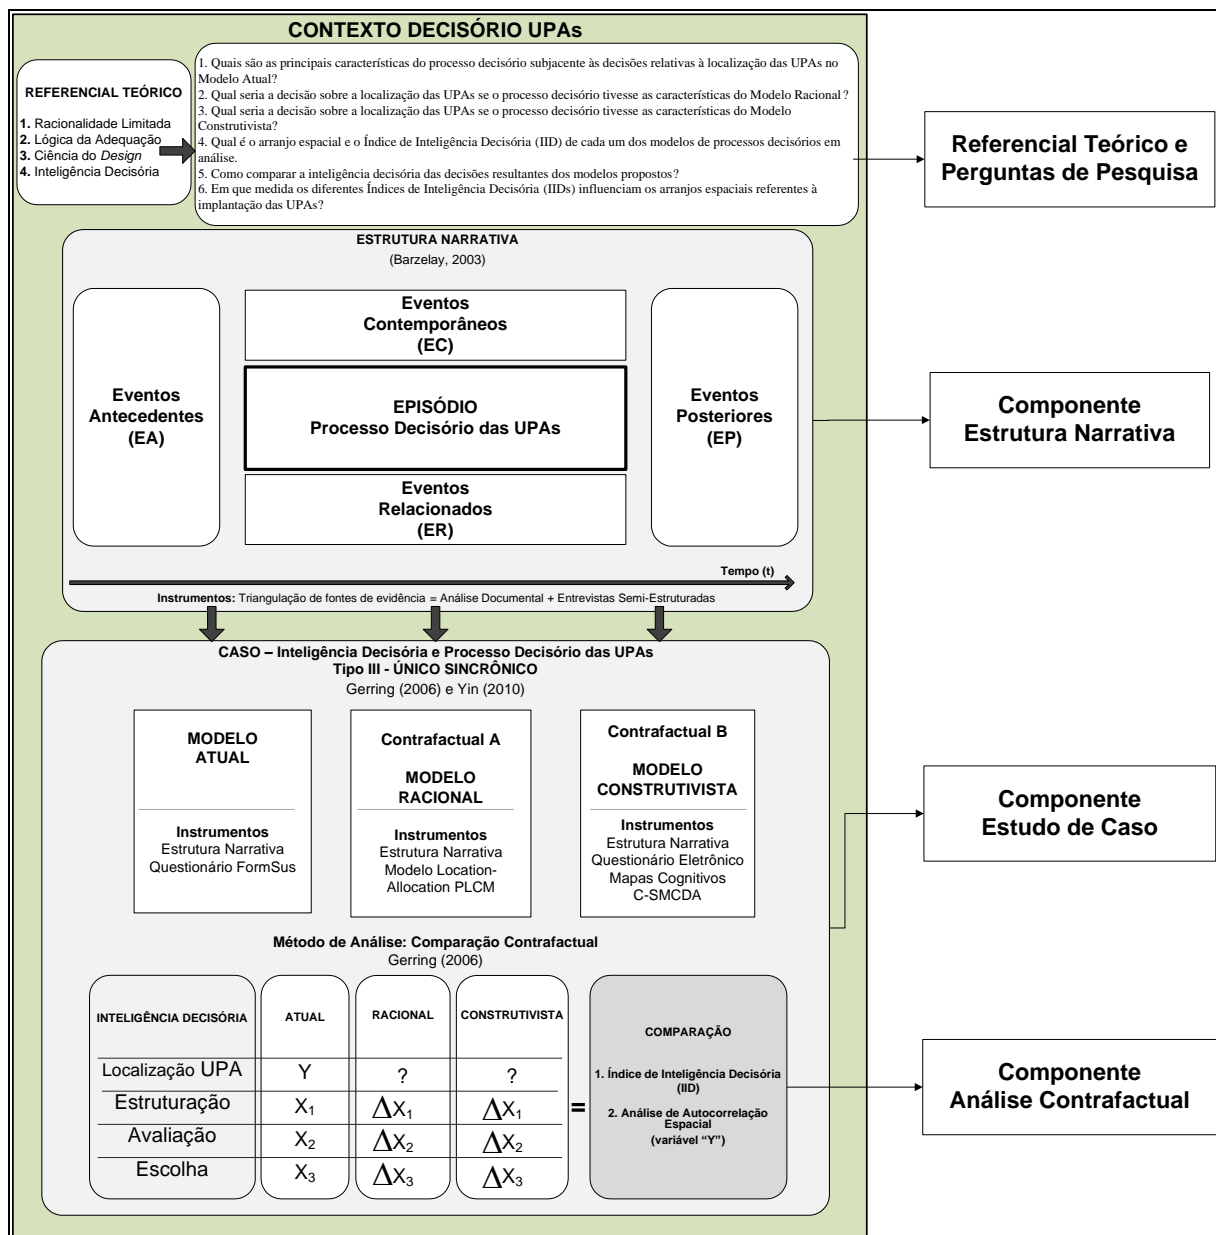 CONTEXTO DECISÓRIO UPAs
REFERENCIAL TEÓRICO
1. Racionalidade Limitada
2. Lógica da Adequação
3. Ciência do Design
4. Inteligência Decisória
1. Quais são as principais características do processo decisório subjacente às decisões relativas à localização das UPAs no
Modelo Atual?
2. Qual seria a decisão sobre a localização das UPAs se o processo decisório tivesse as características do Modelo Racional?
3. Qual seria a decisão sobre a localização das UPAs se o processo decisório tivesse as características do Modelo
Construtivista?
4. Qual é o arranjo espacial e o Índice de Inteligência Decisória (IID) de cada um dos modelos de processos decisórios em
análise.
5. Como comparar a inteligência decisória das decisões resultantes dos modelos propostos?
6. Em que medida os diferentes Índices de Inteligência Decisória (IIDs) influenciam os arranjos espaciais referentes à
implantação das UPAs?
Referencial Teórico e
Perguntas de Pesquisa
ESTRUTURA NARRATIVA
(Barzelay, 2003)
Eventos
Antecedentes
(EA)
Eventos
Contemporâneos
(EC)
EPISÓDIO
Processo Decisório das UPAs
Eventos
Relacionados
(ER)
Eventos
Posteriores
(EP)
Componente
Estrutura Narrativa
Tempo (t)
Instrumentos: Triangulação de fontes de evidência = Análise Documental + Entrevistas Semi-Estruturadas
CASO – Inteligência Decisória e Processo Decisório das UPAs
Tipo III - ÚNICO SINCRÔNICO
Gerring (2006) e Yin (2010)
MODELO
ATUAL
Instrumentos
Estrutura Narrativa
Questionário FormSus
Contrafactual A
MODELO
RACIONAL
Instrumentos
Estrutura Narrativa
Modelo Location-
Allocation PLCM
Contrafactual B
MODELO
CONSTRUTIVISTA
Instrumentos
Estrutura Narrativa
Questionário Eletrônico
Mapas Cognitivos
C-SMCDA
Componente
Estudo de Caso
Método de Análise: Comparação Contrafactual
Gerring (2006)
INTELIGÊNCIA DECISÓRIA ATUAL RACIONAL CONSTRUTIVISTA
Localização UPA Y ? ?
Estruturação X1 ΔX1 ΔX1
Avaliação X2 ΔX2 ΔX2
Escolha X3 ΔX3 ΔX3
=
COMPARAÇÃO
1. Índice de Inteligência Decisória
(IID)
2. Análise de Autocorrelação
Espacial
(variável “Y”)
Componente
Análise Contrafactual